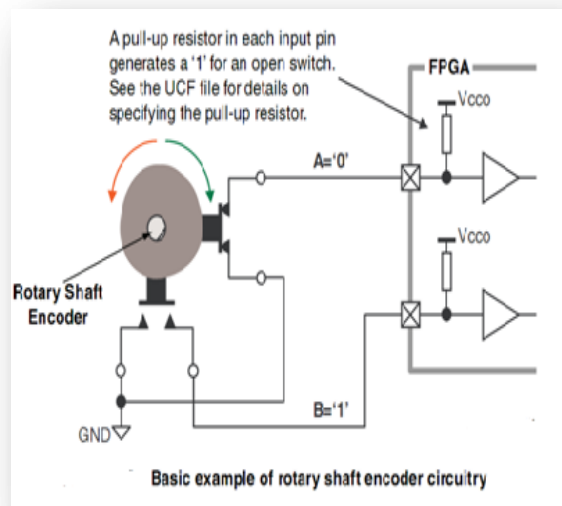 A pull-up resistor in each input pin
generates a '1' for an open switch.
See the UCF file for details on
specifying the pull-up resistor.
FPGA
Vcco
A='0'
Vcco
Rotary Shaft
Encoder
B='1'
GND
Basic example of rotary shaft encoder circuitry